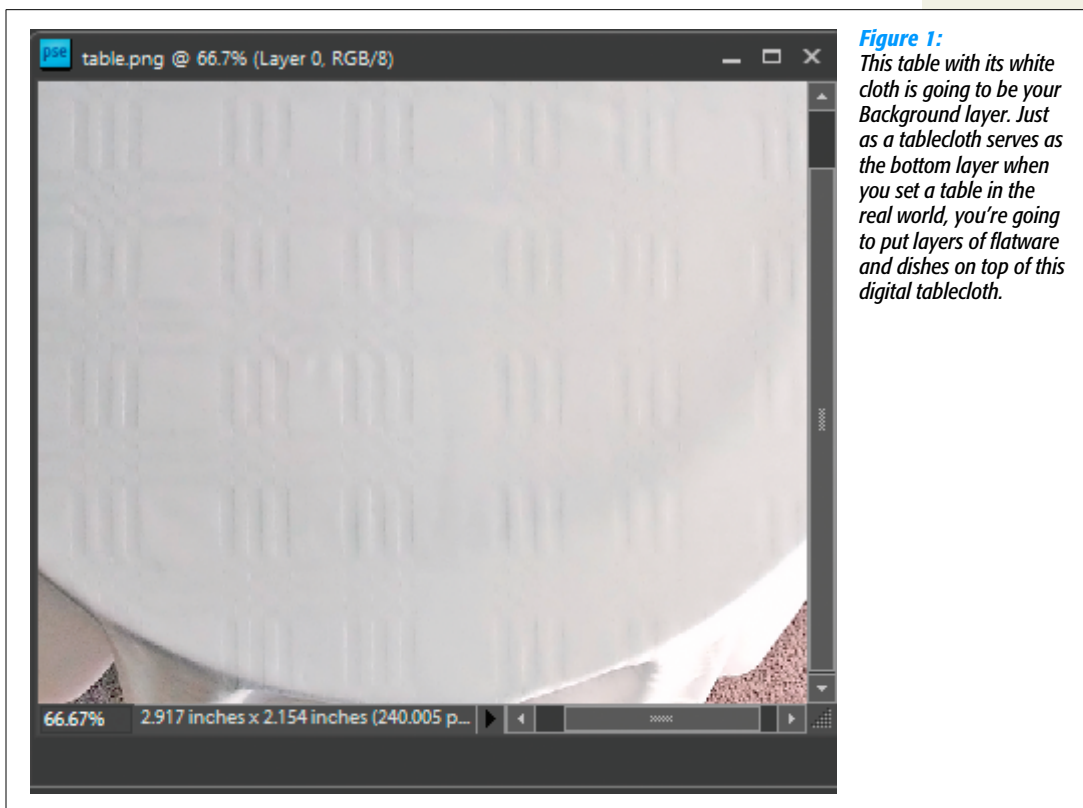 pse
table.png @ 66.7% (Layer 0, RGB/8)
66.67%
2.917 inches x 2.154 inches (240.005 p...
Figure 1:
This table with its white
cloth is going to be your
Background layer. Just
as a tablecloth serves as
the bottom layer when
you set a table in the
real world, you’re going
to put layers of flatware
and dishes on top of this
digital tablecloth.